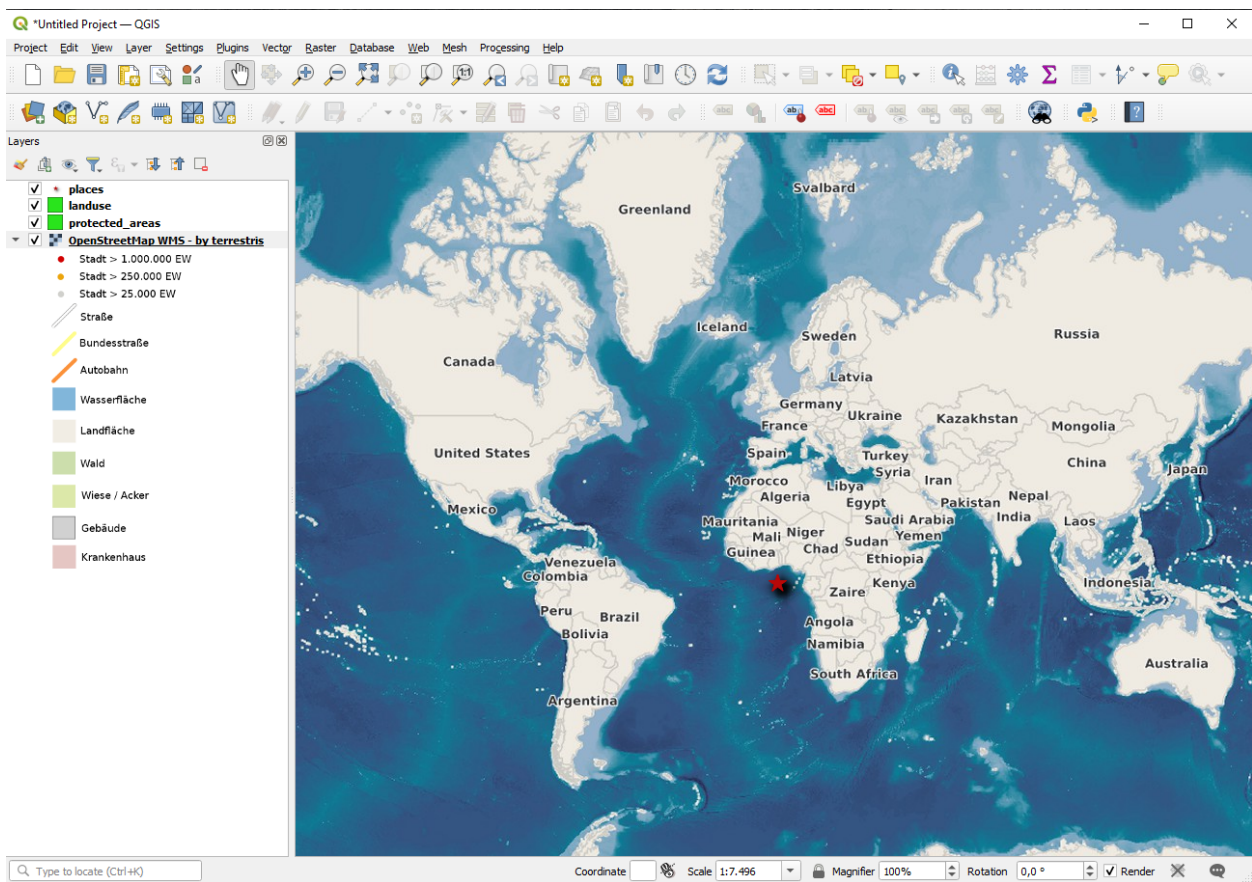 *Untitled Project — QGIS
Project Edit View Layer Settings Plugins Vector Raster Database Web Mesh Processing Help
Layers
places
landuse
protected_areas
OpenStreetMap WMS - by terrestris
Stadt > 1.000.000 EW
Stadt > 250.000 EW
Stadt > 25.000 EW
Straße
Bundesstraße
Autobahn
Wasserfläche
Landfläche
Wald
Wiese / Acker
Gebäude
Krankenhaus
Svalbard
Greenland
Iceland
Sweden
Russia
Canada
Latvia
Germany
Ukraine
Kazakhstan
France
Mongolia
United States
Spain
Turkey
China
Syria
Japan
Morocco
Iran
Libya
Algeria
Egypt
Pakistan
Nepal
Mexico
Mauritania
Saudi Arabia
India
Laos
Mali
Niger
Sudan
Yemen
Guinea
Chad
Ethiopia
Venezuela
Colombia
Kenya
Indonesia
Zaire
Peru
Brazil
Angola
Bolivia
Namibia
Australia
South Africa
Argentina
Type to locate (Ctrl+K)
Coordinate
Scale 1:7.496
Magnifier 100%
Rotation 0,0 °
Render